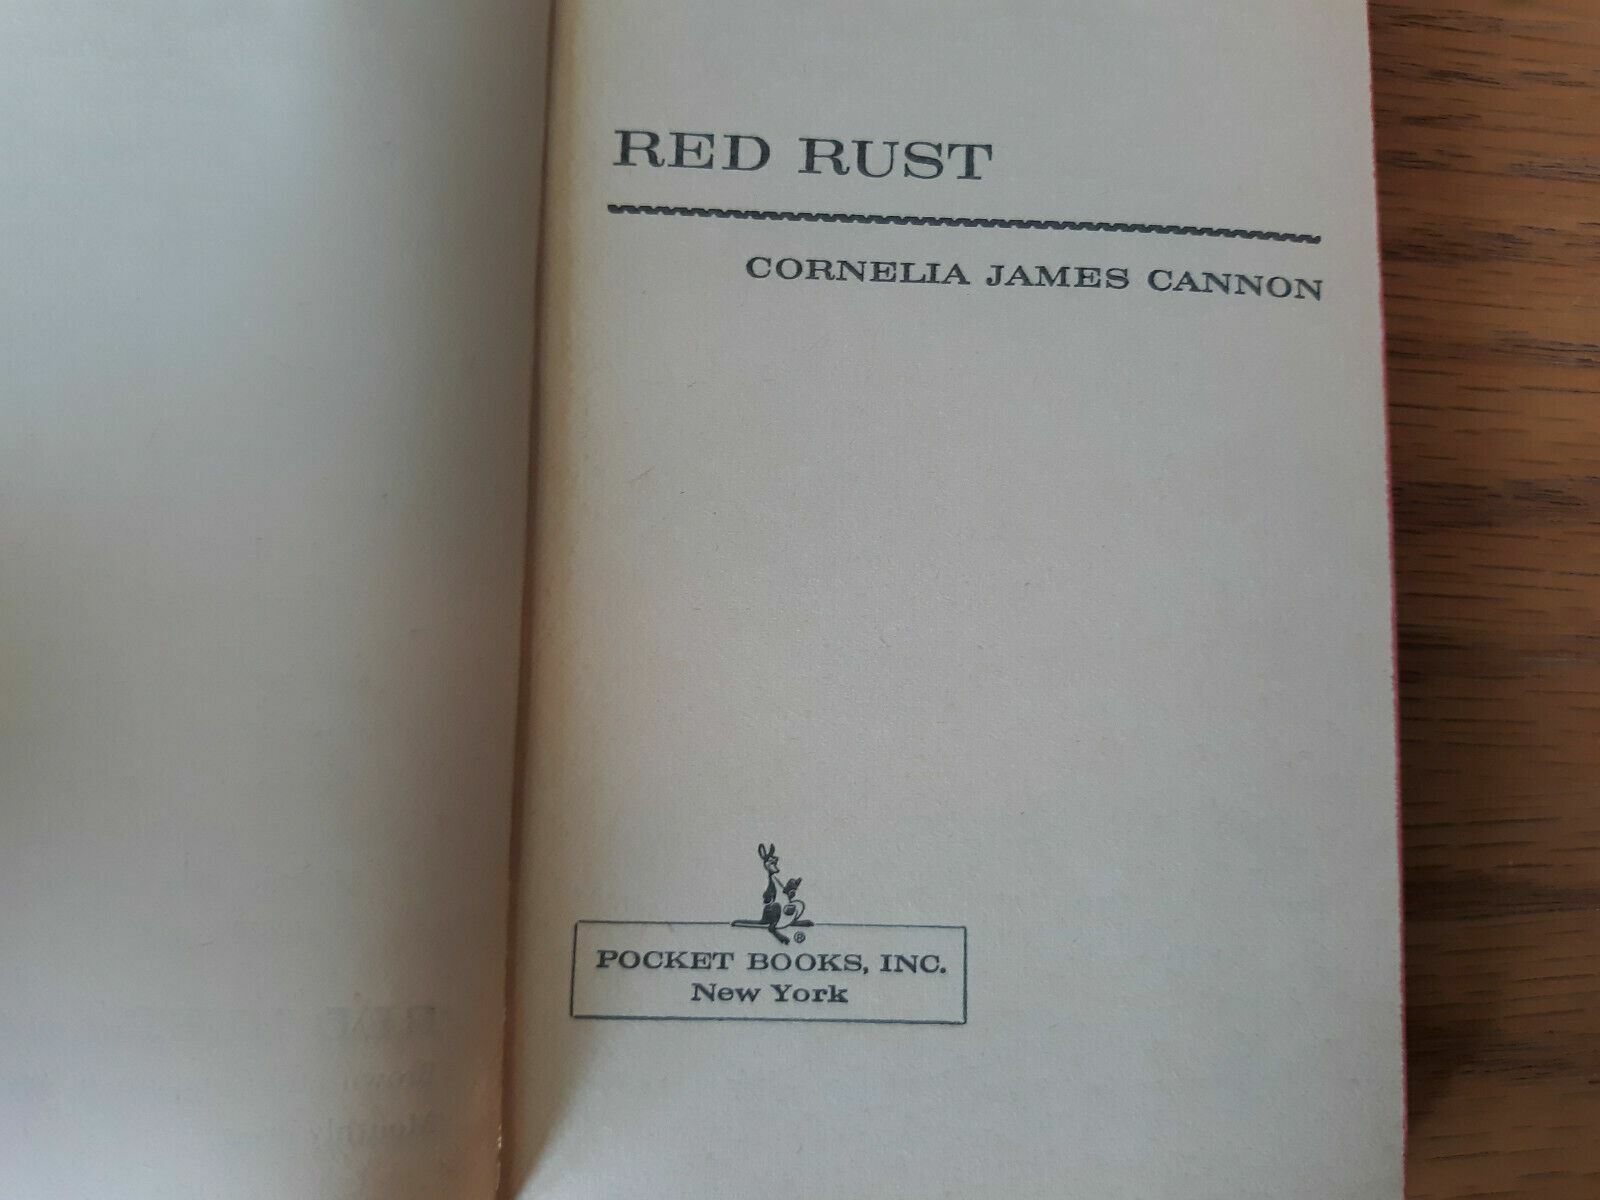 RED RUST
CORNELIA JAMES CANNON
®
POCKET BOOKS, INC.
New York